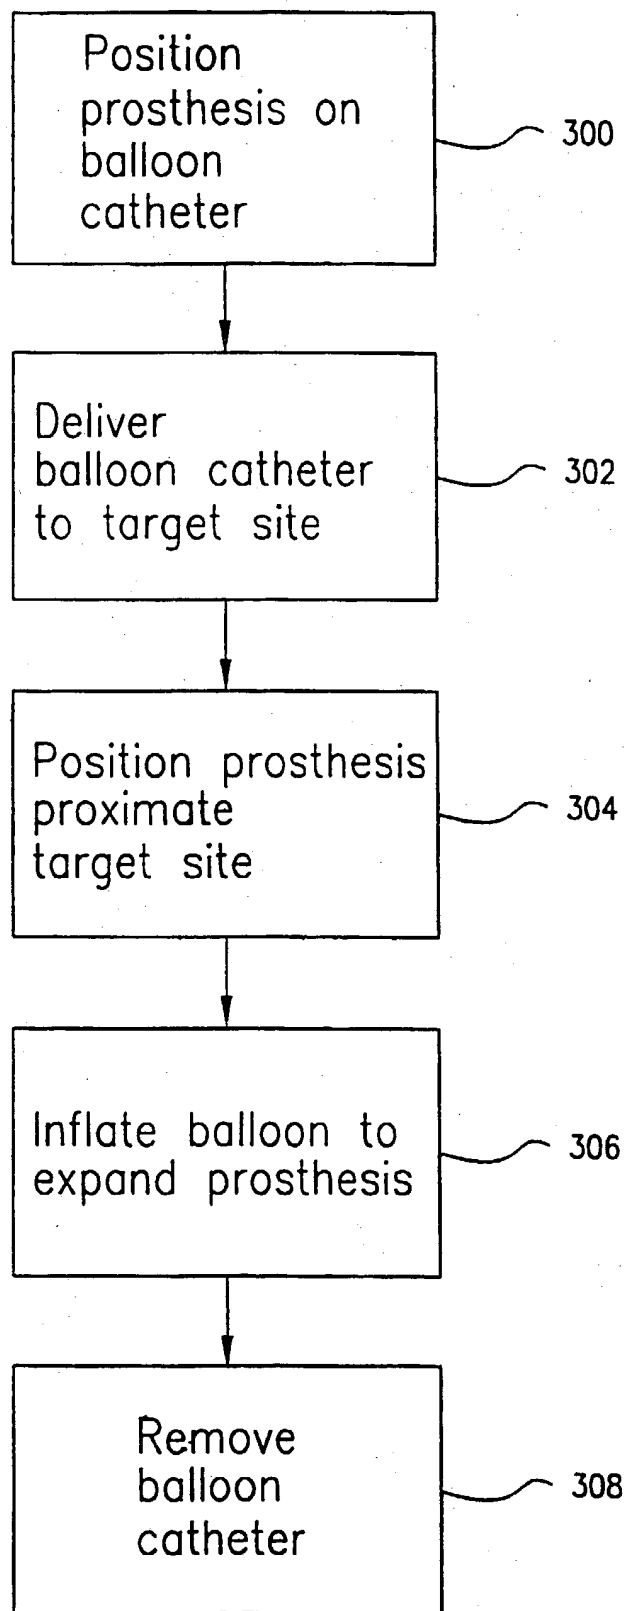 Position
prosthesis on
balloon
catheter
300
Deliver
balloon catheter
to target site
302
Position prosthesis
proximate
target site
304
Inflate balloon to
expand prosthesis
306
Remove
balloon
catheter
308